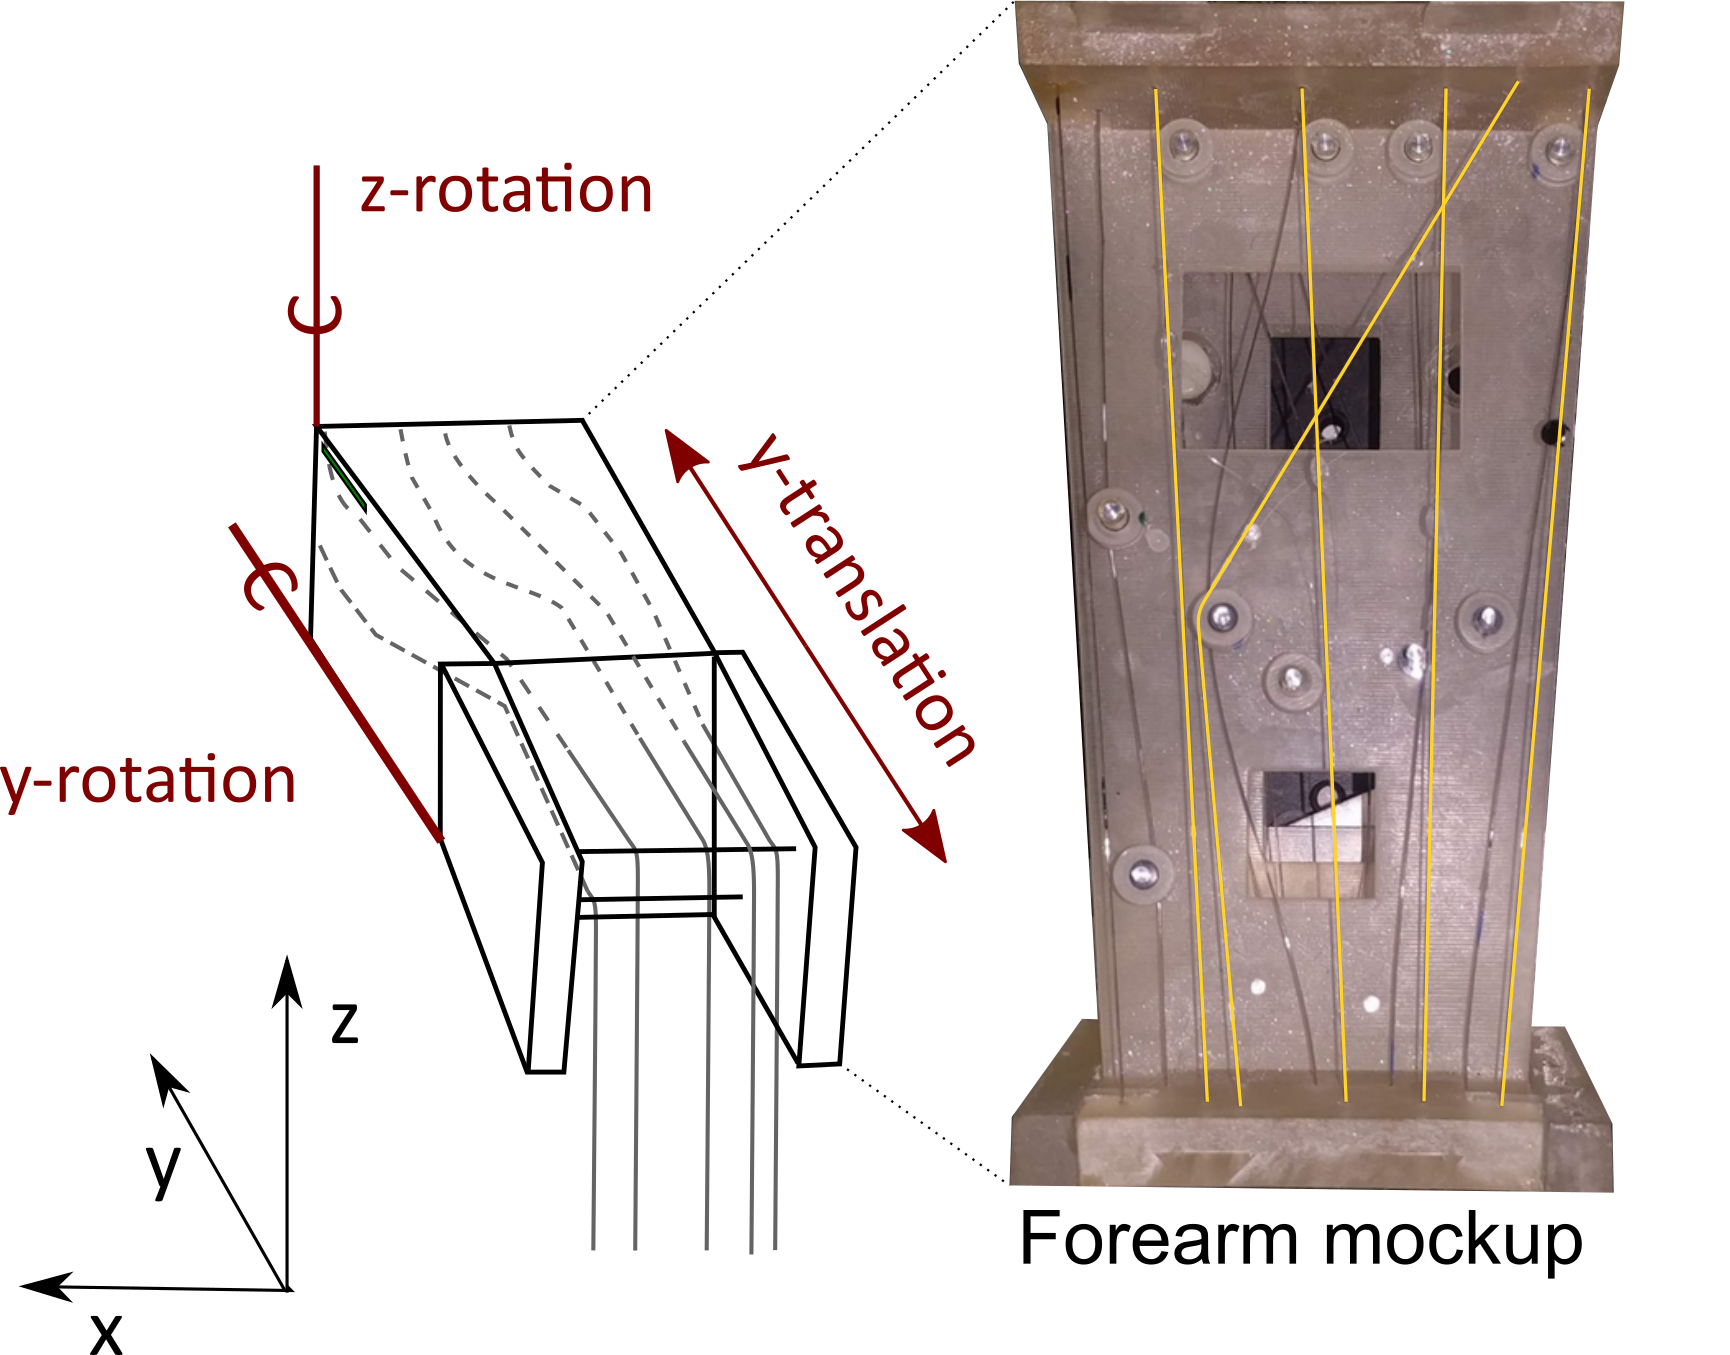 z-rotation
y-translation
y-rotation
z
y
x
Forearm mockup